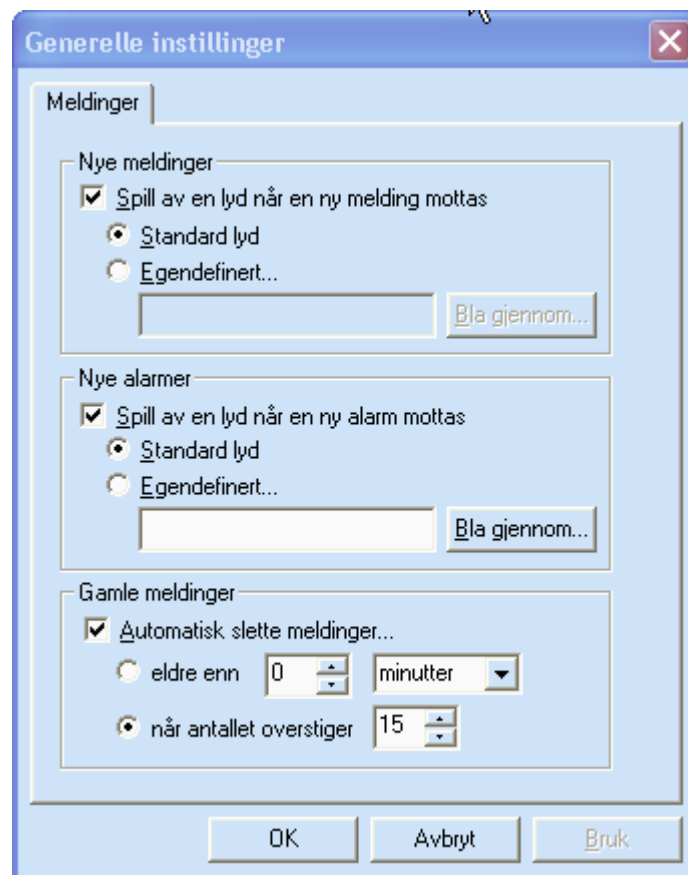 Generelle instillinger
Meldinger
Nye meldinger
Spill av en lyd når en ny melding mottas
Standard lyd
Egendefinert...
Bla gjennom...
Nye alarmer
Spill av en lyd når en ny alarm mottas
Standard lyd
Egendefinert...
Bla gjennom...
Gamle meldinger
Automatisk slette meldinger...
eldre enn 0 minutter
når antallet overstiger 15
OK Avbryt Bruk